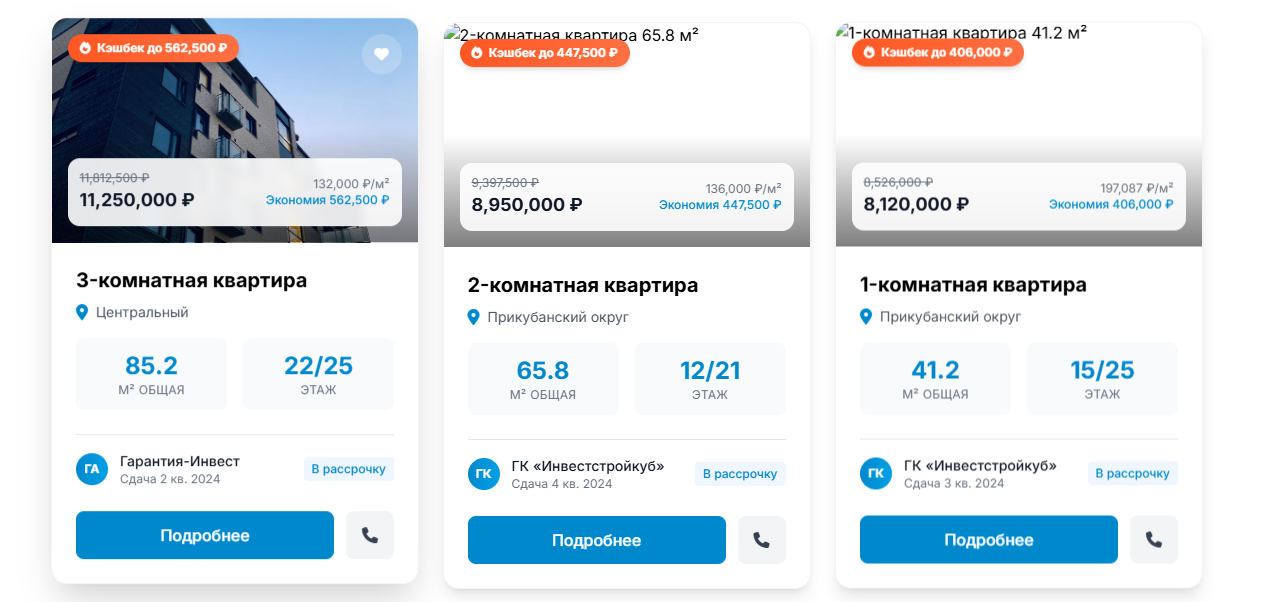 Кэшбек до 562,500 ₽
11,812,500 ₽
11,250,000 ₽
132,000 ₽/м²
Экономия 562,500 ₽
3-комнатная квартира
Центральный
85.2
М² ОБЩАЯ
22/25
ЭТАЖ
ГА
Гарантия-Инвест
Сдача 2 кв. 2024
В рассрочку
Подробнее
2-комнатная квартира 65.8 м²
Кэшбек до 447,500 ₽
9,397,500 ₽
8,950,000 ₽
136,000 ₽/м²
Экономия 447,500 ₽
2-комнатная квартира
Прикубанский округ
65.8
М² ОБЩАЯ
12/21
ЭТАЖ
ГК
ГК «Инвестстройкуб»
Сдача 4 кв. 2024
В рассрочку
Подробнее
1-комнатная квартира 41.2 м²
Кэшбек до 406,000 ₽
8,526,000 ₽
8,120,000 ₽
197,087 ₽/м²
Экономия 406,000 ₽
1-комнатная квартира
Прикубанский округ
41.2
М² ОБЩАЯ
15/25
ЭТАЖ
ГК
ГК «Инвестстройкуб»
Сдача 3 кв. 2024
В рассрочку
Подробнее